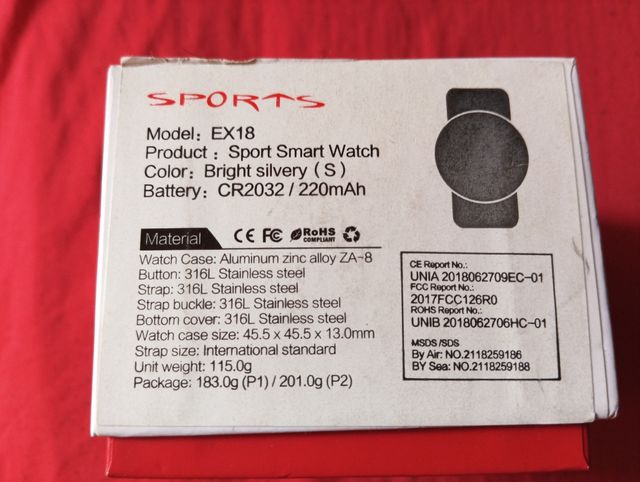 SPORTS
Model: EX18
Product : Sport Smart Watch
Color: Bright silvery ( S )
Battery: CR2032 / 220mAh
Material CE FC RoHS
COMPLIANT
Watch Case: Aluminum zinc alloy ZA-8
Button: 316L Stainless steel
Strap: 316L Stainless steel
Strap buckle: 316L Stainless steel
Bottom cover: 316L Stainless steel
Watch case size: 45.5 x 45.5 x 13.0mm
Strap size: International standard
Unit weight: 115.0g
Package: 183.0g (P1) / 201.0g (P2)
CE Report No.:
UNIA 2018062709EC-01
FCC Report No.:
2017FCC126R0
ROHS Report No.:
UNIB 2018062706HC-01
MSDS /SDS
By Air: NO.2118259186
BY Sea: NO.2118259188